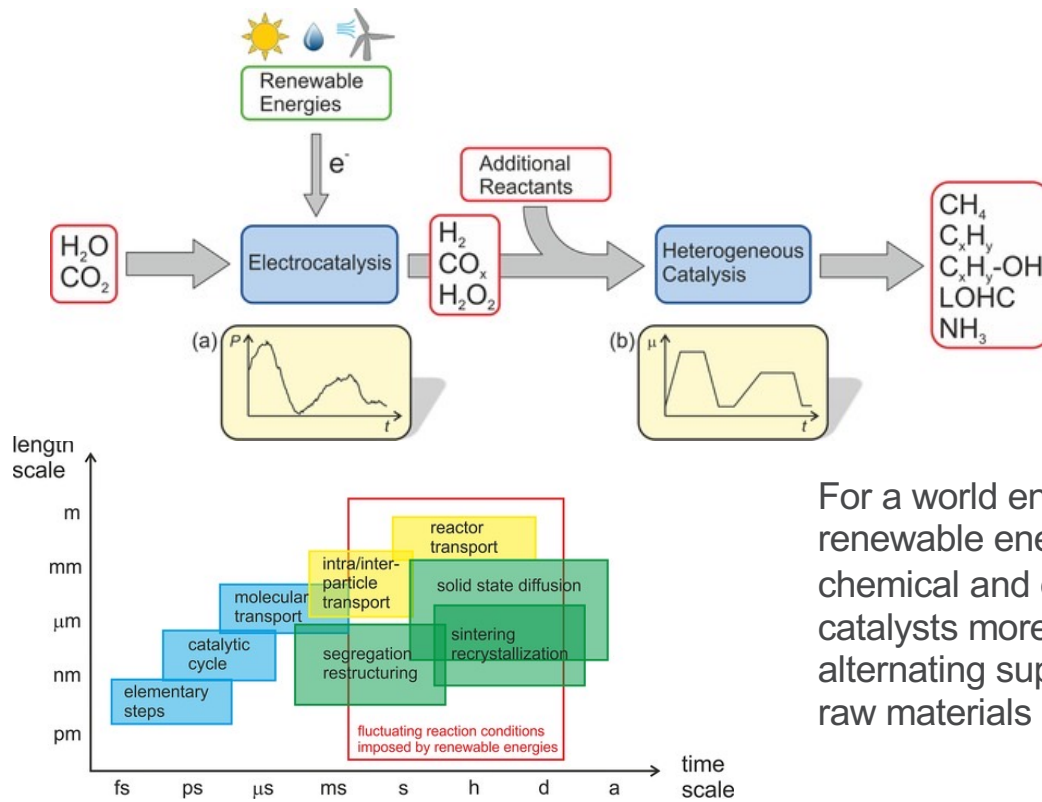 Renewable
Energies
e-
Additional
Reactants
H2O
CO2
Electrocatalysis
H2
COx
H2O2
Heterogeneous
Catalysis
CH4
CxHy
CxHy-OH
LOHC
NH3
(a)
P
t
(b)
μ
t
length
scale
m
mm
μm
nm
pm
reactor
transport
intra/inter-
particle
transport
solid state diffusion
molecular
transport
sintering
recrystallization
catalytic
cycle
segregation
restructuring
elementary
steps
fluctuating reaction conditions
imposed by renewable energies
fs
ps
μs
ms
s
h
d
a
time
scale
For a world en
renewable ene
chemical and
catalysts more
alternating sup
raw materials